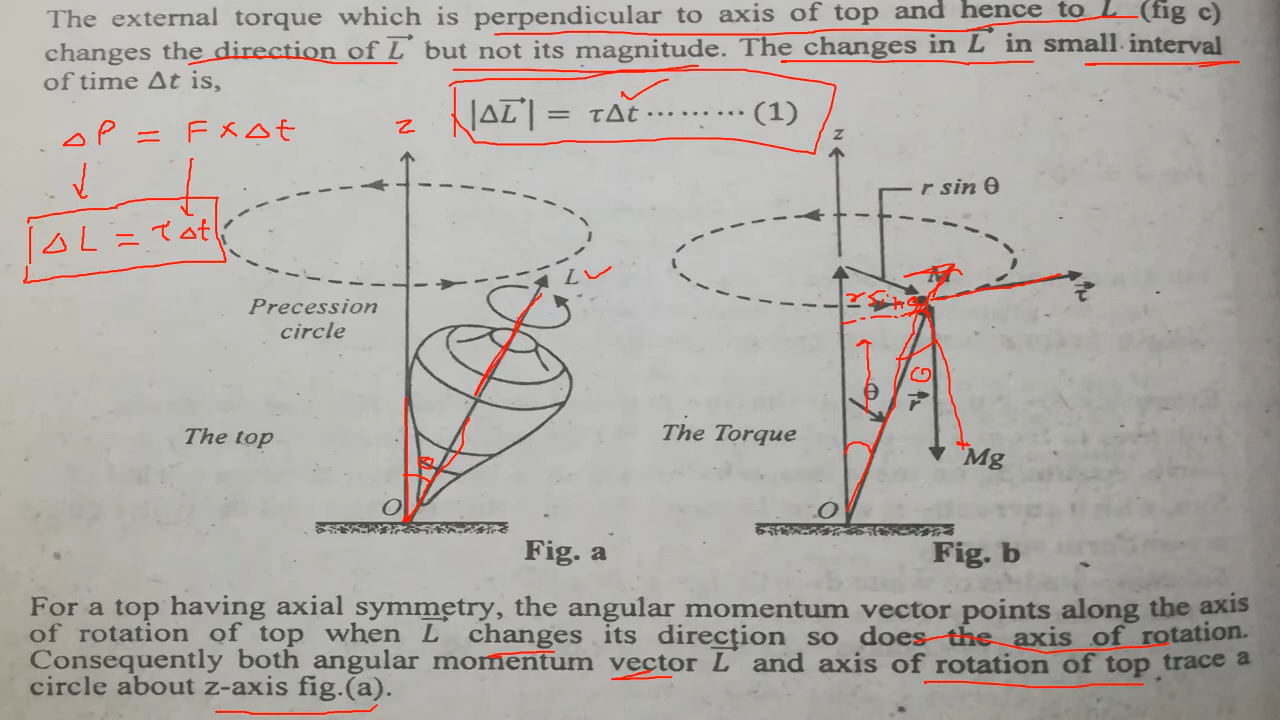 The external torque which is perpendicular to axis of top and hence to L (fig c)
changes the direction of L⃗ but not its magnitude. The changes in L⃗ in small interval
of time Δt is,
|ΔL⃗| = τΔt ......... (1)
ΔP = F × Δt
ΔL = τΔt
z
L
Precession
circle
The top
θ
O
Fig. a
z
r sin θ
M
τ⃗
r sinθ
θ
θ
r⃗
The Torque
Mg
O
Fig. b
For a top having axial symmetry, the angular momentum vector points along the axis
of rotation of top when L⃗ changes its direction so does the axis of rotation.
Consequently both angular momentum vector L⃗ and axis of rotation of top trace a
circle about z-axis fig.(a).